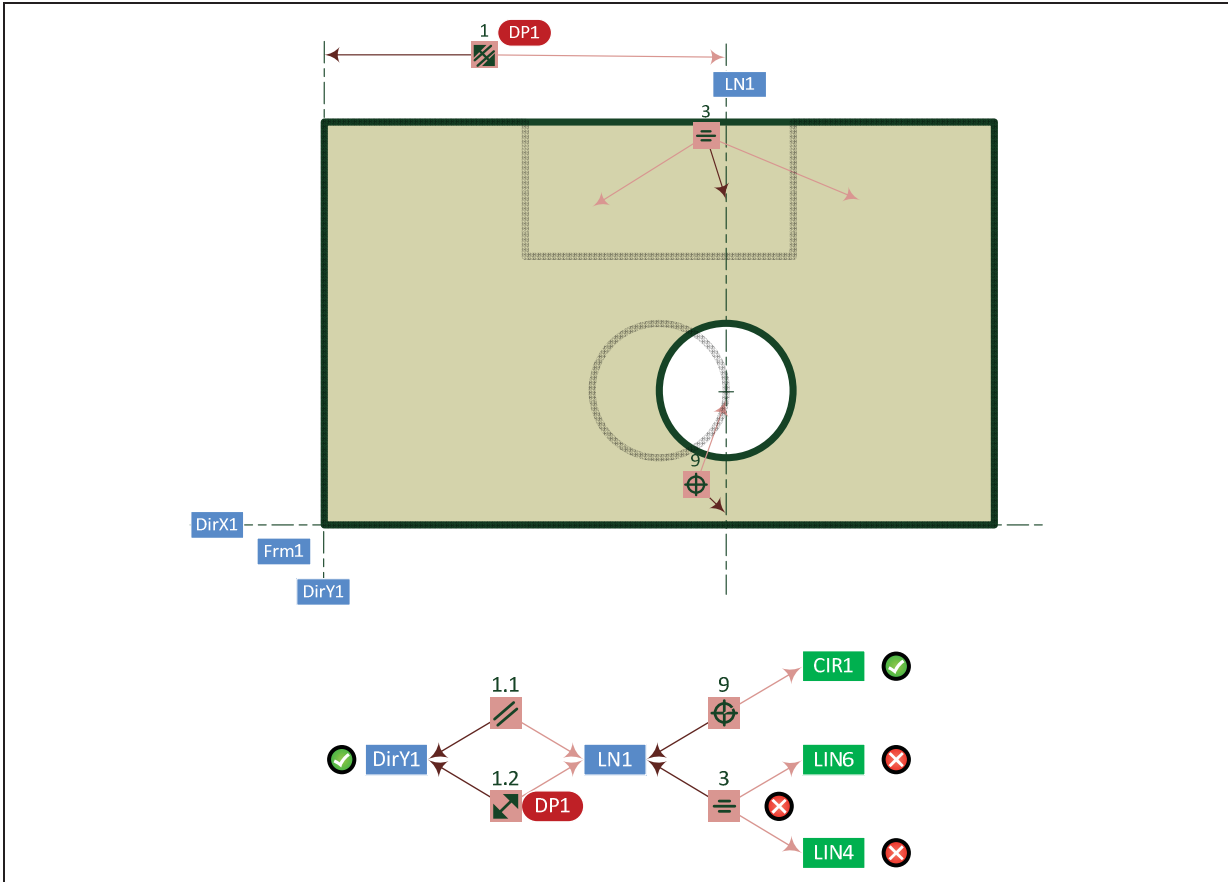 1 DP1
LN1
3
9
DirX1
Frm1
DirY1
CIR1
1.1 9
DirY1 LN1 LIN6
1.2 3
DP1
LIN4